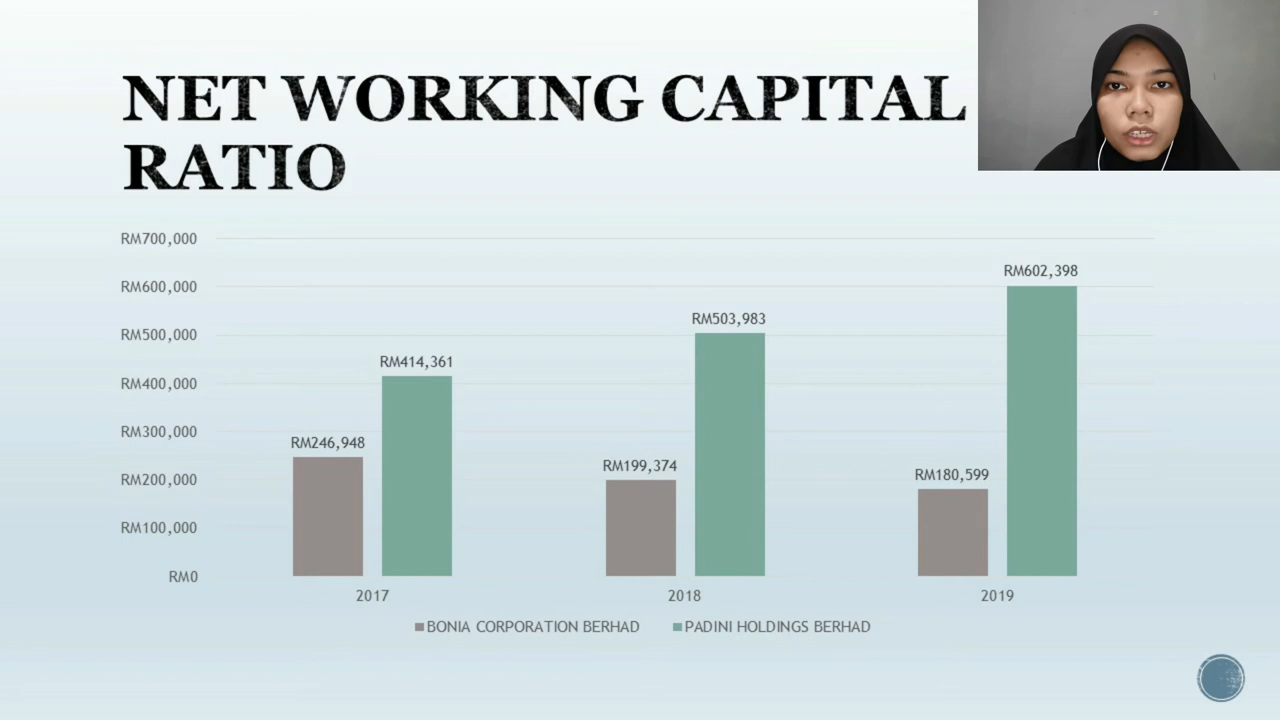 NET WORKING CAPITAL
RATIO
RM700,000
RM600,000
RM500,000
RM400,000
RM300,000
RM200,000
RM100,000
RM0
RM246,948
RM414,361
RM199,374
RM503,983
RM180,599
RM602,398
2017
2018
2019
BONIA CORPORATION BERHAD
PADINI HOLDINGS BERHAD